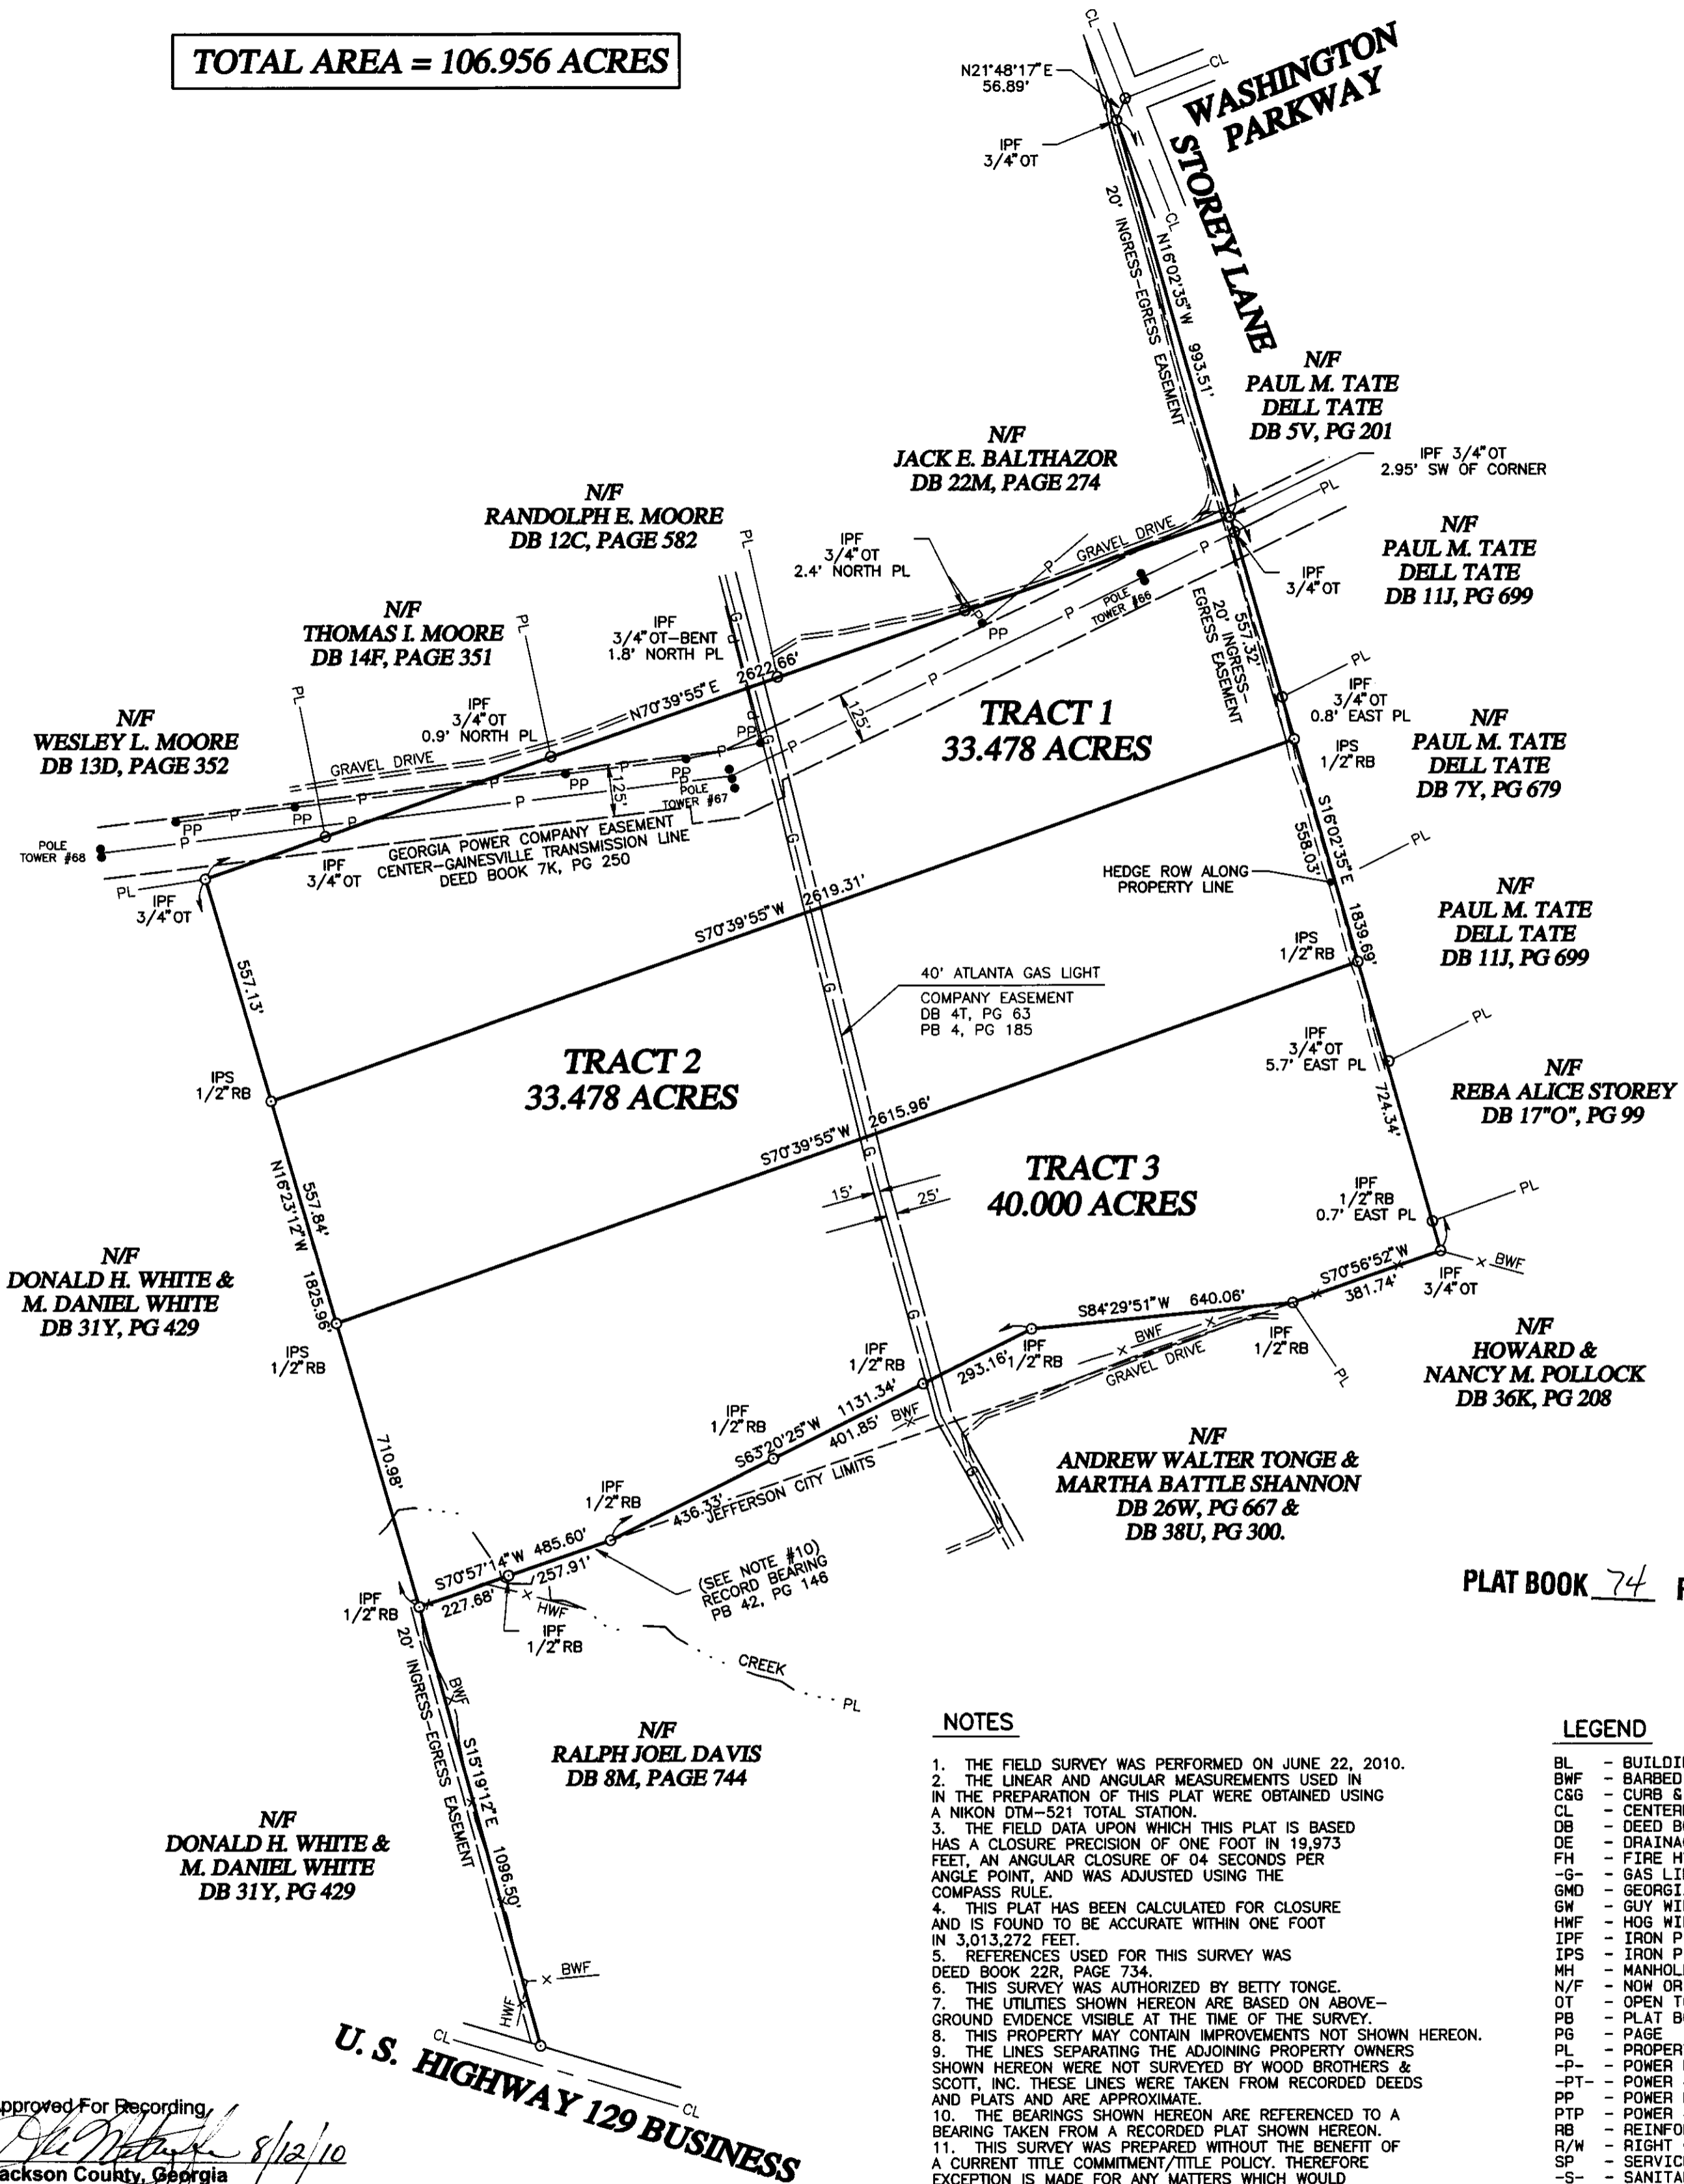 TOTAL AREA = 106.956 ACRES
CL
CL
N21°48'17"E
56.89'
WASHINGTON
PARKWAY
IPF
3/4"OT
STOREY LANE
CL
20' INGRESS-EGRESS EASEMENT
N16°02'35"W 993.51'
N/F
PAUL M. TATE
DELL TATE
DB 5V, PG 201
N/F
JACK E. BALTHAZOR
DB 22M, PAGE 274
IPF 3/4"OT
2.95' SW OF CORNER
PL
N/F
RANDOLPH E. MOORE
DB 12C, PAGE 582
PL
IPF
3/4"OT
2.4' NORTH PL
GRAVEL DRIVE
P
P
N/F
PAUL M. TATE
DELL TATE
DB 11J, PG 699
IPF
3/4"OT
POLE
TOWER #66
P
PP
20' INGRESS-
EGRESS EASEMENT
557.32'
N/F
THOMAS I. MOORE
DB 14F, PAGE 351
PL
IPF
3/4"OT-BENT
1.8' NORTH PL
G
N70°39'55"E 2622.66'
PL
IPF
3/4"OT
0.9' NORTH PL
PL
IPF
3/4"OT
0.8' EAST PL
N/F
WESLEY L. MOORE
DB 13D, PAGE 352
GRAVEL DRIVE
125'
TRACT 1
33.478 ACRES
IPS
1/2"RB
N/F
PAUL M. TATE
DELL TATE
DB 7Y, PG 679
PP
PP
PP
PP
PP
P
P
P
125'
POLE
TOWER #67
POLE
TOWER #68
GEORGIA POWER COMPANY EASEMENT
CENTER-GAINESVILLE TRANSMISSION LINE
DEED BOOK 7K, PG 250
IPF
3/4"OT
PL
IPF
3/4"OT
S16°02'35"E 1839.69'
558.03'
PL
HEDGE ROW ALONG
PROPERTY LINE
S70°39'55"W 2619.31'
N/F
PAUL M. TATE
DELL TATE
DB 11J, PG 699
IPS
1/2"RB
557.13'
G
40' ATLANTA GAS LIGHT
COMPANY EASEMENT
DB 4T, PG 63
PB 4, PG 185
PL
IPF
3/4"OT
5.7' EAST PL
TRACT 2
33.478 ACRES
IPS
1/2"RB
N/F
REBA ALICE STOREY
DB 17"O", PG 99
724.34'
S70°39'55"W 2615.96'
G
TRACT 3
40.000 ACRES
15'
25'
IPF
1/2"RB
0.7' EAST PL
PL
N16°23'12"W 1825.96'
557.84'
S70°56'52"W
381.74'
BWF
IPF
3/4"OT
N/F
DONALD H. WHITE &
M. DANIEL WHITE
DB 31Y, PG 429
S84°29'51"W 640.06'
G
BWF
GRAVEL DRIVE
IPF
1/2"RB
PL
N/F
HOWARD &
NANCY M. POLLOCK
DB 36K, PG 208
IPS
1/2"RB
IPF
1/2"RB
293.16'
IPF
1/2"RB
S63°20'25"W 1131.34'
401.85'
BWF
IPF
1/2"RB
710.98'
G
N/F
ANDREW WALTER TONGE &
MARTHA BATTLE SHANNON
DB 26W, PG 667 &
DB 38U, PG 300.
436.33'
JEFFERSON CITY LIMITS
IPF
1/2"RB
S70°57'14"W 485.60'
257.91'
227.68'
(SEE NOTE #10)
RECORD BEARING
PB 42, PG 146
IPF
1/2"RB
HWF
IPF
1/2"RB
PLAT BOOK 74
CREEK
PL
20' INGRESS-EGRESS EASEMENT
BWF
S15°19'12"E 1096.50'
N/F
RALPH JOEL DAVIS
DB 8M, PAGE 744
N/F
DONALD H. WHITE &
M. DANIEL WHITE
DB 31Y, PG 429
BWF
HWF
CL
U. S. HIGHWAY 129 BUSINESS
CL
NOTES
1. THE FIELD SURVEY WAS PERFORMED ON JUNE 22, 2010.
2. THE LINEAR AND ANGULAR MEASUREMENTS USED IN
IN THE PREPARATION OF THIS PLAT WERE OBTAINED USING
A NIKON DTM-521 TOTAL STATION.
3. THE FIELD DATA UPON WHICH THIS PLAT IS BASED
HAS A CLOSURE PRECISION OF ONE FOOT IN 19,973
FEET, AN ANGULAR CLOSURE OF 04 SECONDS PER
ANGLE POINT, AND WAS ADJUSTED USING THE
COMPASS RULE.
4. THIS PLAT HAS BEEN CALCULATED FOR CLOSURE
AND IS FOUND TO BE ACCURATE WITHIN ONE FOOT
IN 3,013,272 FEET.
5. REFERENCES USED FOR THIS SURVEY WAS
DEED BOOK 22R, PAGE 734.
6. THIS SURVEY WAS AUTHORIZED BY BETTY TONGE.
7. THE UTILITIES SHOWN HEREON ARE BASED ON ABOVE-
GROUND EVIDENCE VISIBLE AT THE TIME OF THE SURVEY.
8. THIS PROPERTY MAY CONTAIN IMPROVEMENTS NOT SHOWN HEREON.
9. THE LINES SEPARATING THE ADJOINING PROPERTY OWNERS
SHOWN HEREON WERE NOT SURVEYED BY WOOD BROTHERS &
SCOTT, INC. THESE LINES WERE TAKEN FROM RECORDED DEEDS
AND PLATS AND ARE APPROXIMATE.
10. THE BEARINGS SHOWN HEREON ARE REFERENCED TO A
BEARING TAKEN FROM A RECORDED PLAT SHOWN HEREON.
11. THIS SURVEY WAS PREPARED WITHOUT THE BENEFIT OF
A CURRENT TITLE COMMITMENT/TITLE POLICY. THEREFORE
EXCEPTION IS MADE FOR ANY MATTERS WHICH WOULD
LEGEND
BL -
BWF - BARBED
C&G - CURB &
CL -
DB -
DE -
FH -
-G- -
GMD -
GW -
HWF -
IPF -
IPS -
MH -
N/F - NOW OR
OT -
PB -
PG - PAGE
PL -
-P- - POWER
-PT- - POWER
PP - POWER
PTP - POWER
RB -
R/W - RIGHT
SP -
-S- -
pproved For Recording
8/12/10
ackson County, Georgia